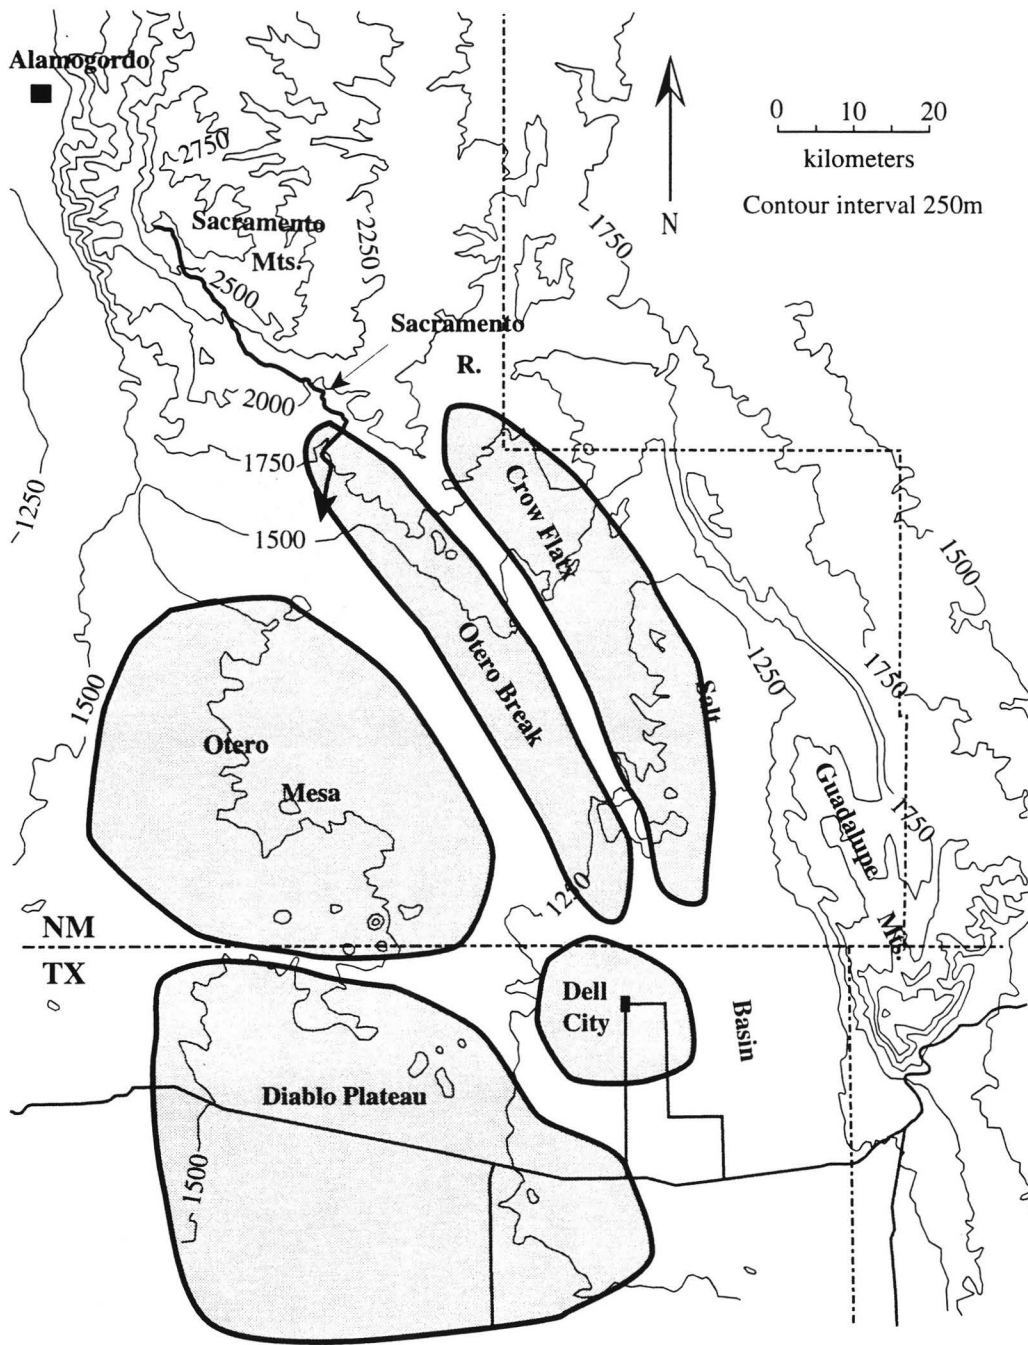 Alamogordo
0 10 20
kilometers
Contour interval 250m
N
2750
Sacramento
Mts.
2250
1750
2500
Sacramento
R.
2000
1750
1250
1500
Crow Flatx
1500
Otero Break
1250
1500
1750
Salt
Otero
Mesa
Guadalupe
1750
1250
Mts.
NM
TX
Dell
City
Basin
Diablo Plateau
1500